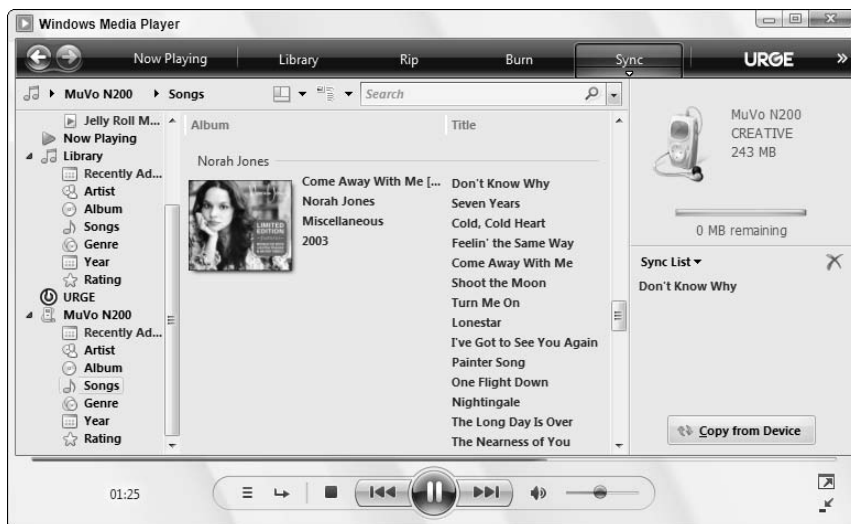 Windows Media Player
Now Playing
Library
Rip
Burn
Sync
URGE
»
MuVo N200
Songs
Search
Jelly Roll M...
Now Playing
Library
Recently Ad...
Artist
Album
Songs
Genre
Year
Rating
URGE
MuVo N200
Recently Ad...
Artist
Album
Songs
Genre
Year
Rating
Album
Title
Norah Jones
Come Away With Me [...
Norah Jones
Miscellaneous
2003
LIMITED
EDITION
Don't Know Why
Seven Years
Cold, Cold Heart
Feelin' the Same Way
Come Away With Me
Shoot the Moon
Turn Me On
Lonestar
I've Got to See You Again
Painter Song
One Flight Down
Nightingale
The Long Day Is Over
The Nearness of You
MuVo N200
CREATIVE
243 MB
0 MB remaining
Sync List
Don't Know Why
Copy from Device
01:25